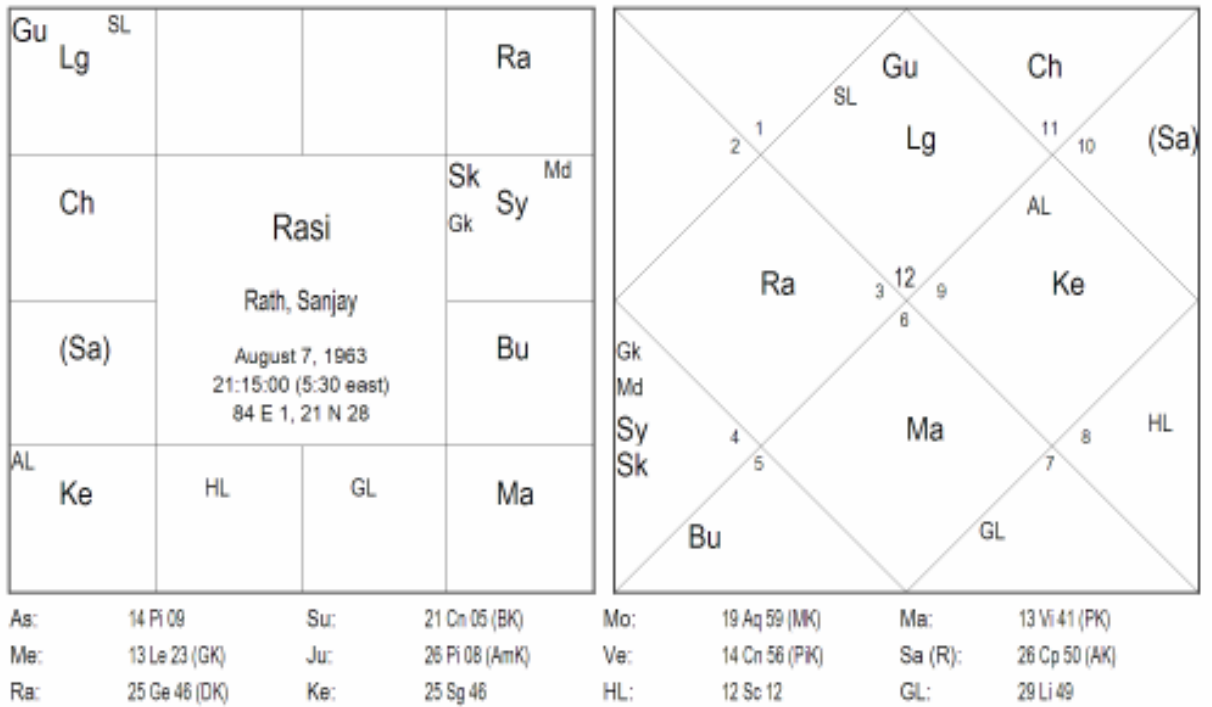 Gu SL
Lg
Ra
Ch
Sk Md
Sy
Gk
Rasi
Rath, Sanjay
August 7, 1963
21:15:00 (5:30 east)
84 E 1, 21 N 28
(Sa)
Bu
AL
Ke
HL
GL
Ma
Gu
SL
Lg
Ch
1
2
11
10
(Sa)
AL
Ra
3
12
9
6
Ke
Gk
Md
Sy
Sk
4
5
Ma
8
7
HL
Bu
GL
As: 14 Pi 09 Su: 21 Cn 05 (BK) Mo: 19 Aq 59 (MK) Ma: 13 Vi 41 (PK)
Me: 13 Le 23 (GK) Ju: 26 Pi 08 (AmK) Ve: 14 Cn 56 (PiK) Sa (R): 26 Cp 50 (AK)
Ra: 25 Ge 46 (DK) Ke: 25 Sg 46 HL: 12 Sc 12 GL: 29 Li 49